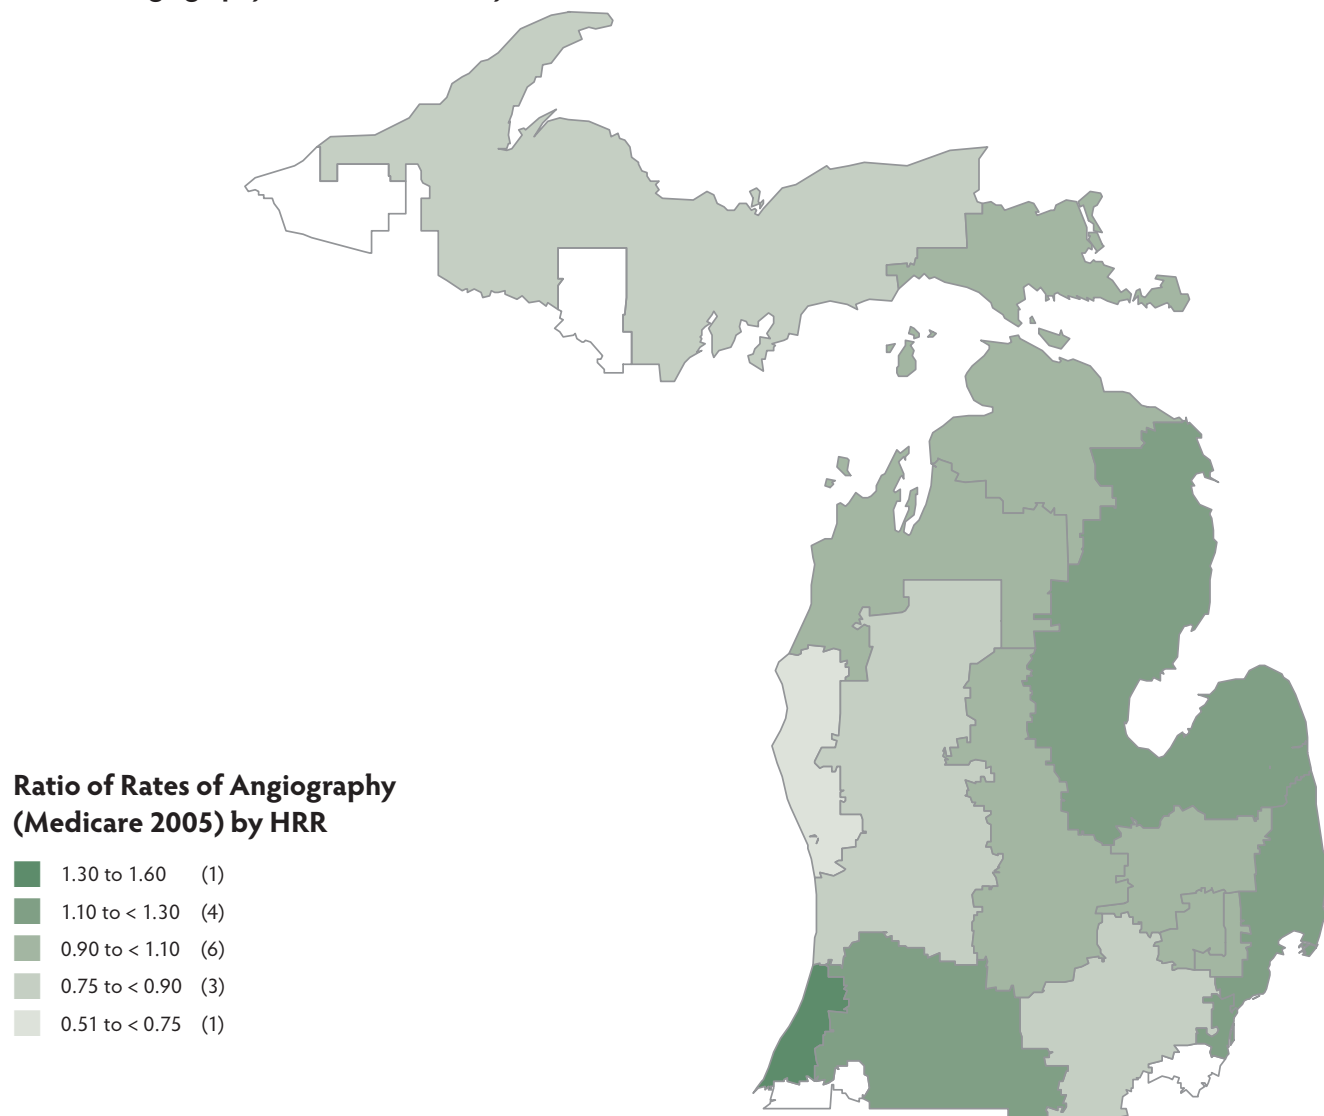 Ratio of Rates of Angiography
(Medicare 2005) by HRR
1.30 to 1.60 (1)
1.10 to < 1.30 (4)
0.90 to < 1.10 (6)
0.75 to < 0.90 (3)
0.51 to < 0.75 (1)